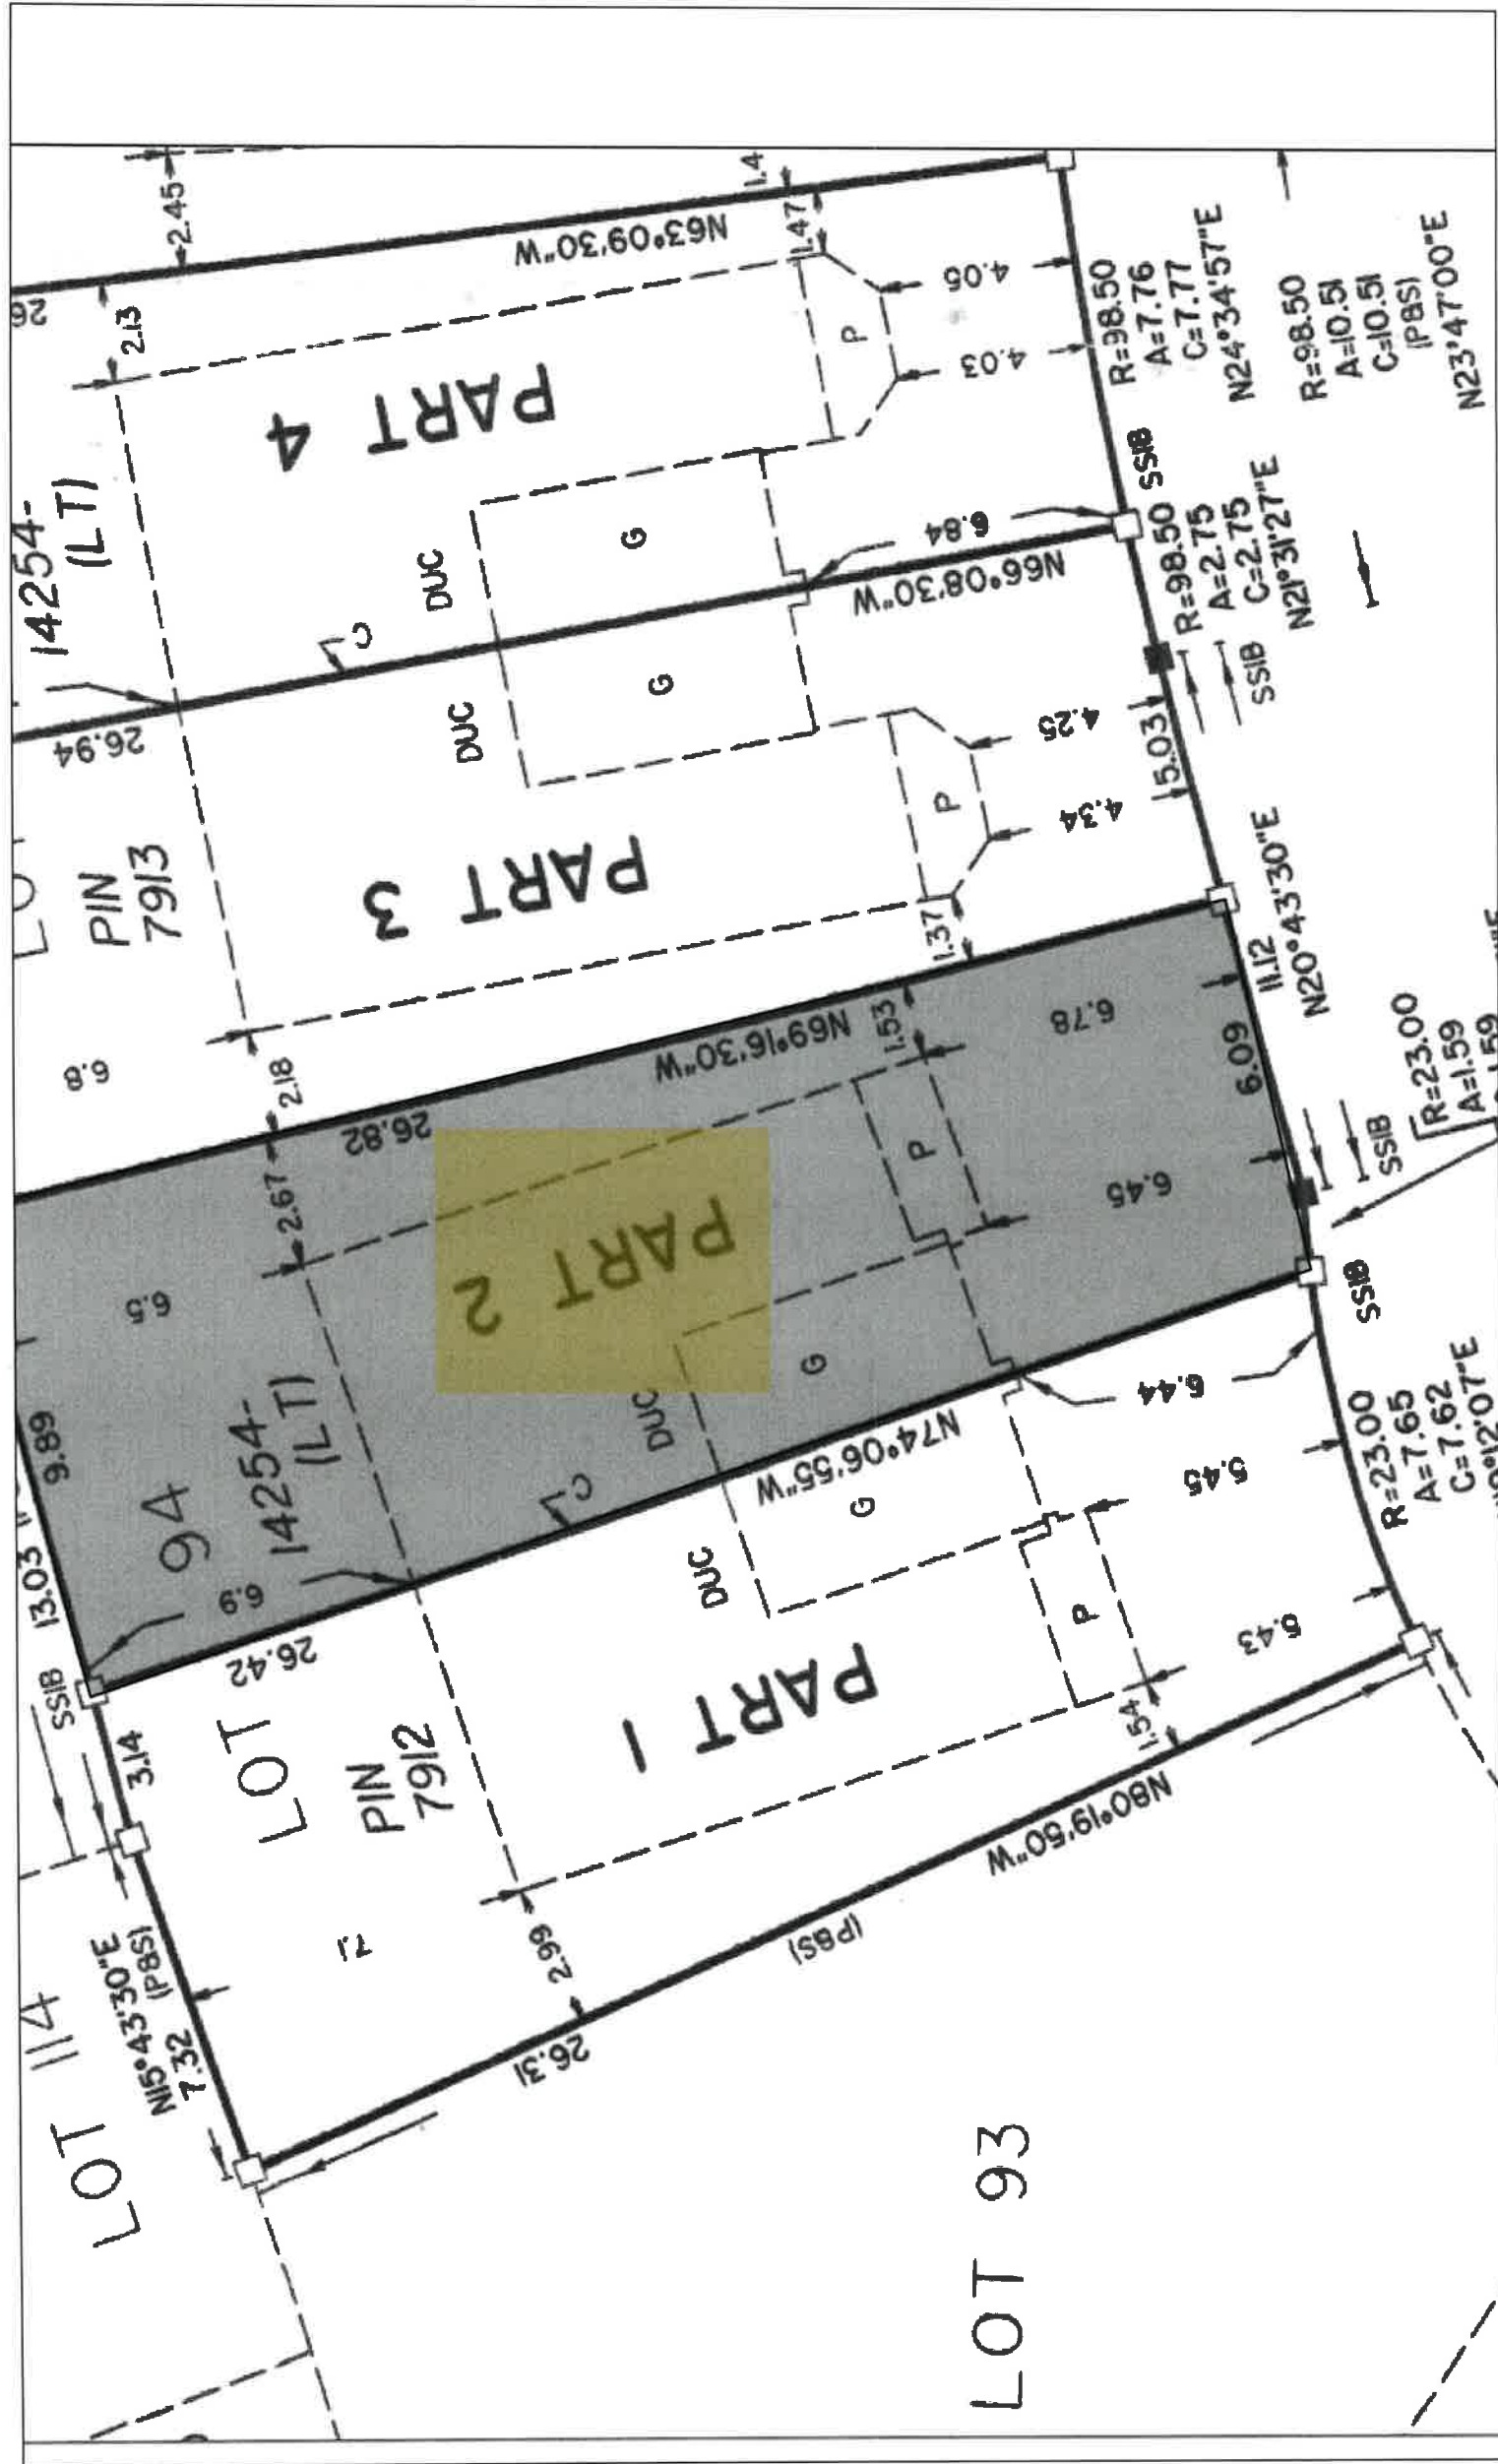 26
2.45
2.13
14254-
(LT)
N63°09'30"W
1.47
1.4
P
4.05
4.03
PART 4
G
DUC
6.84
N66°08'30"W
C
26.94
SSIB
R=98.50
A=7.76
C=7.77
N24°34'57"E
R=98.50
A=10.51
C=10.51
(P&S)
N23°47'00"E
R=98.50
A=2.75
C=2.75
N21°31'27"E
SSIB
DUC
G
PIN
7913
PART 3
P
4.25
4.34
5.03
1.37
6.8
2.18
11.12
N20°43'30"E
N69°16'30"W
1.53
6.78
6.09
26.82
2.67
P
6.45
PART 2
6.5
9.89
94
14254-
(LT)
DUC
G
SSIB
R=23.00
A=1.59
SSIB
13.03
6.9
26.42
C
N74°06'55"W
6.44
G
DUC
5.45
R=23.00
A=7.65
C=7.62
SSIB
3.14
LOT
PIN
7912
PART 1
P
5.43
1.54
N80°19'50"W
(P&S)
7.1
2.99
26.31
LOT 114
N15°43'30"E
7.32 (P&S)
LOT 93